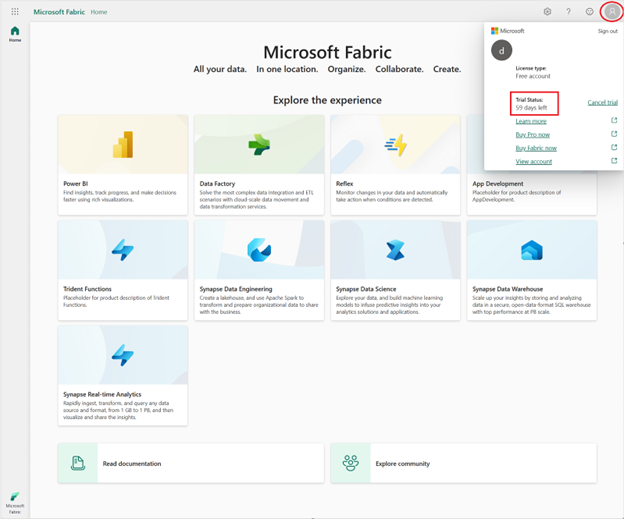 Microsoft Fabric Home
Home
Microsoft
Sign out
d
License type:
Free account
Trial Status:
59 days left
Cancel trial
Learn more
Buy Pro now
Buy Fabric now
View account
Microsoft Fabric
All your data. In one location. Organize. Collaborate. Create.
Explore the experience
Power BI
Find insights, track progress, and make decisions
faster using rich visualizations.
Data Factory
Solve the most complex data integration and ETL
scenarios with cloud-scale data movement and
data transformation services.
Reflex
Monitor changes in your data and automatically
take action when conditions are detected.
App Development
Placeholder for product description of
AppDevelopment.
Trident Functions
Placeholder for product description of Trident
Functions.
Synapse Data Engineering
Create a lakehouse, and use Apache Spark to
transform and prepare organizational data to share
with the business.
Synapse Data Science
Explore your data, and build machine learning
models to infuse predictive insights into your
analytics solutions and applications.
Synapse Data Warehouse
Scale up your insights by storing and analyzing
data in a secure, open-data format SQL warehouse
with top performance at PB scale.
Synapse Real-time Analytics
Rapidly ingest, transform, and query any data
source and format, from 1 GB to 1 PB, and then
visualize and share the insights.
Read documentation
Explore community
Microsoft
Fabric